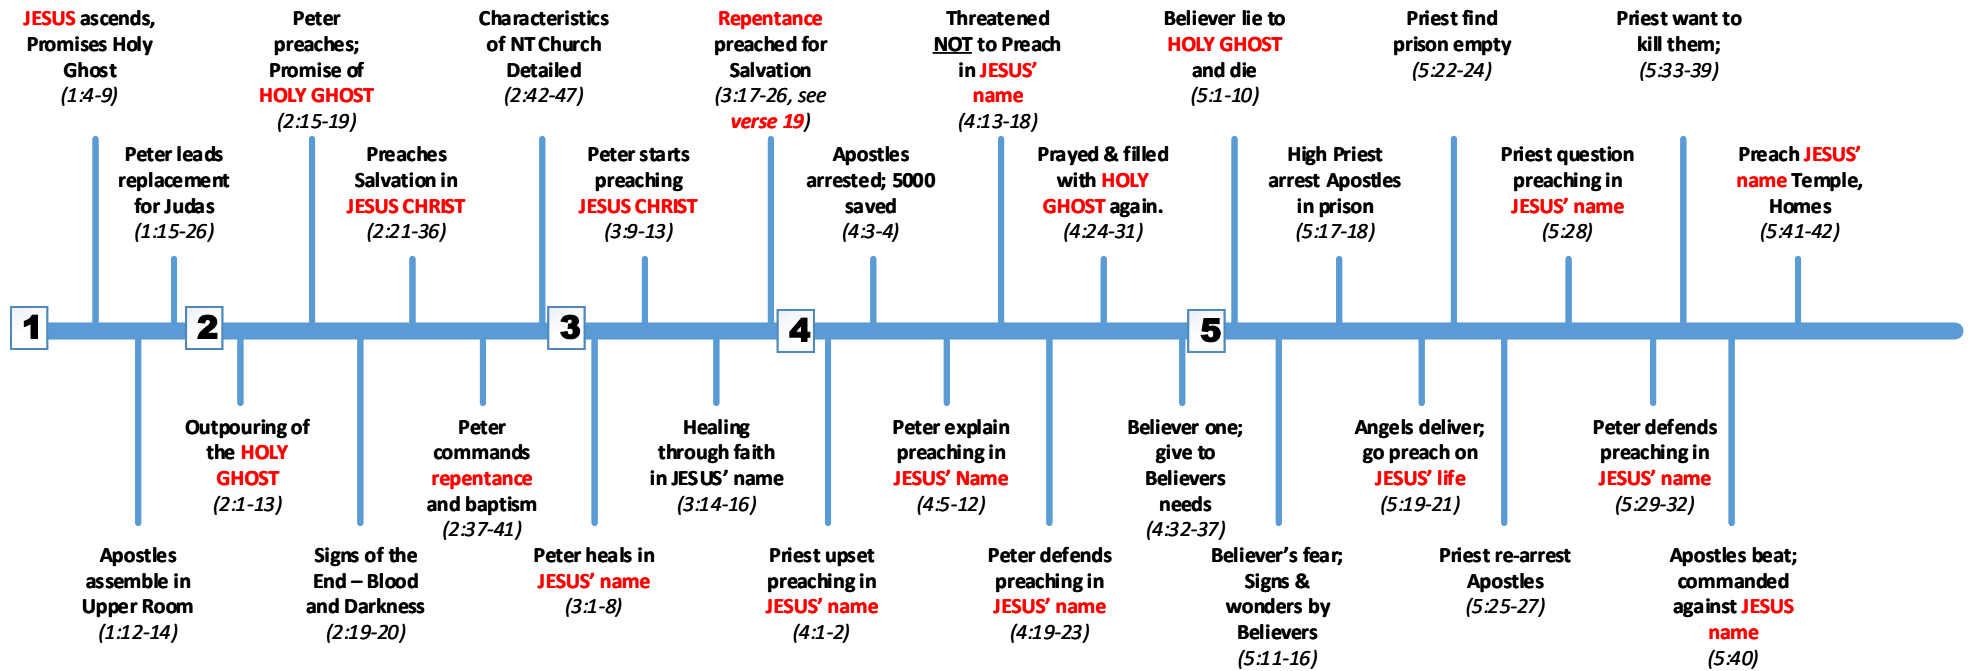 JESUS ascends,
Promises Holy
Ghost
(1:4-9)
Peter
preaches;
Promise of
HOLY GHOST
(2:15-19)
Characteristics
of NT Church
Detailed
(2:42-47)
Repentance
preached for
Salvation
(3:17-26, see
verse 19)
Threatened
NOT to Preach
in JESUS’
name
(4:13-18)
Believer lie to
HOLY GHOST
and die
(5:1-10)
Priest find
prison empty
(5:22-24)
Priest want to
kill them;
(5:33-39)
Peter leads
replacement
for Judas
(1:15-26)
Preaches
Salvation in
JESUS CHRIST
(2:21-36)
Peter starts
preaching
JESUS CHRIST
(3:9-13)
Apostles
arrested; 5000
saved
(4:3-4)
Prayed & filled
with HOLY
GHOST again.
(4:24-31)
High Priest
arrest Apostles
in prison
(5:17-18)
Priest question
preaching in
JESUS’ name
(5:28)
Preach JESUS’
name Temple,
Homes
(5:41-42)
1
2
3
4
5
Outpouring of
the HOLY
GHOST
(2:1-13)
Peter
commands
repentance
and baptism
(2:37-41)
Healing
through faith
in JESUS’ name
(3:14-16)
Peter explain
preaching in
JESUS’ Name
(4:5-12)
Believer one;
give to
Believers
needs
(4:32-37)
Angels deliver;
go preach on
JESUS’ life
(5:19-21)
Peter defends
preaching in
JESUS’ name
(5:29-32)
Apostles
assemble in
Upper Room
(1:12-14)
Signs of the
End – Blood
and Darkness
(2:19-20)
Peter heals in
JESUS’ name
(3:1-8)
Priest upset
preaching in
JESUS’ name
(4:1-2)
Peter defends
preaching in
JESUS’ name
(4:19-23)
Believer’s fear;
Signs &
wonders by
Believers
(5:11-16)
Priest re-arrest
Apostles
(5:25-27)
Apostles beat;
commanded
against JESUS
name
(5:40)